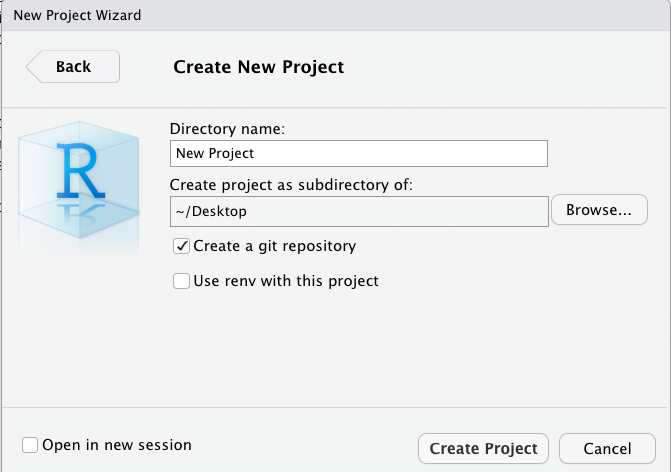 New Project Wizard
Back
Create New Project
R
Directory name:
New Project
Create project as subdirectory of:
~/Desktop
Browse...
Create a git repository
Use renv with this project
Open in new session
Create Project
Cancel